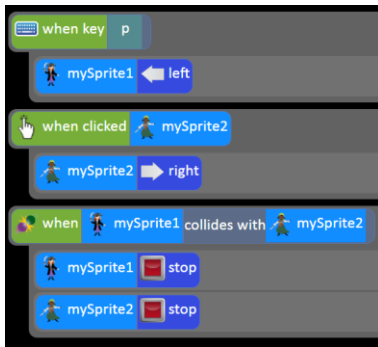 when key p
mySprite1 left
when clicked mySprite2
mySprite2 right
when mySprite1 collides with mySprite2
mySprite1 stop
mySprite2 stop